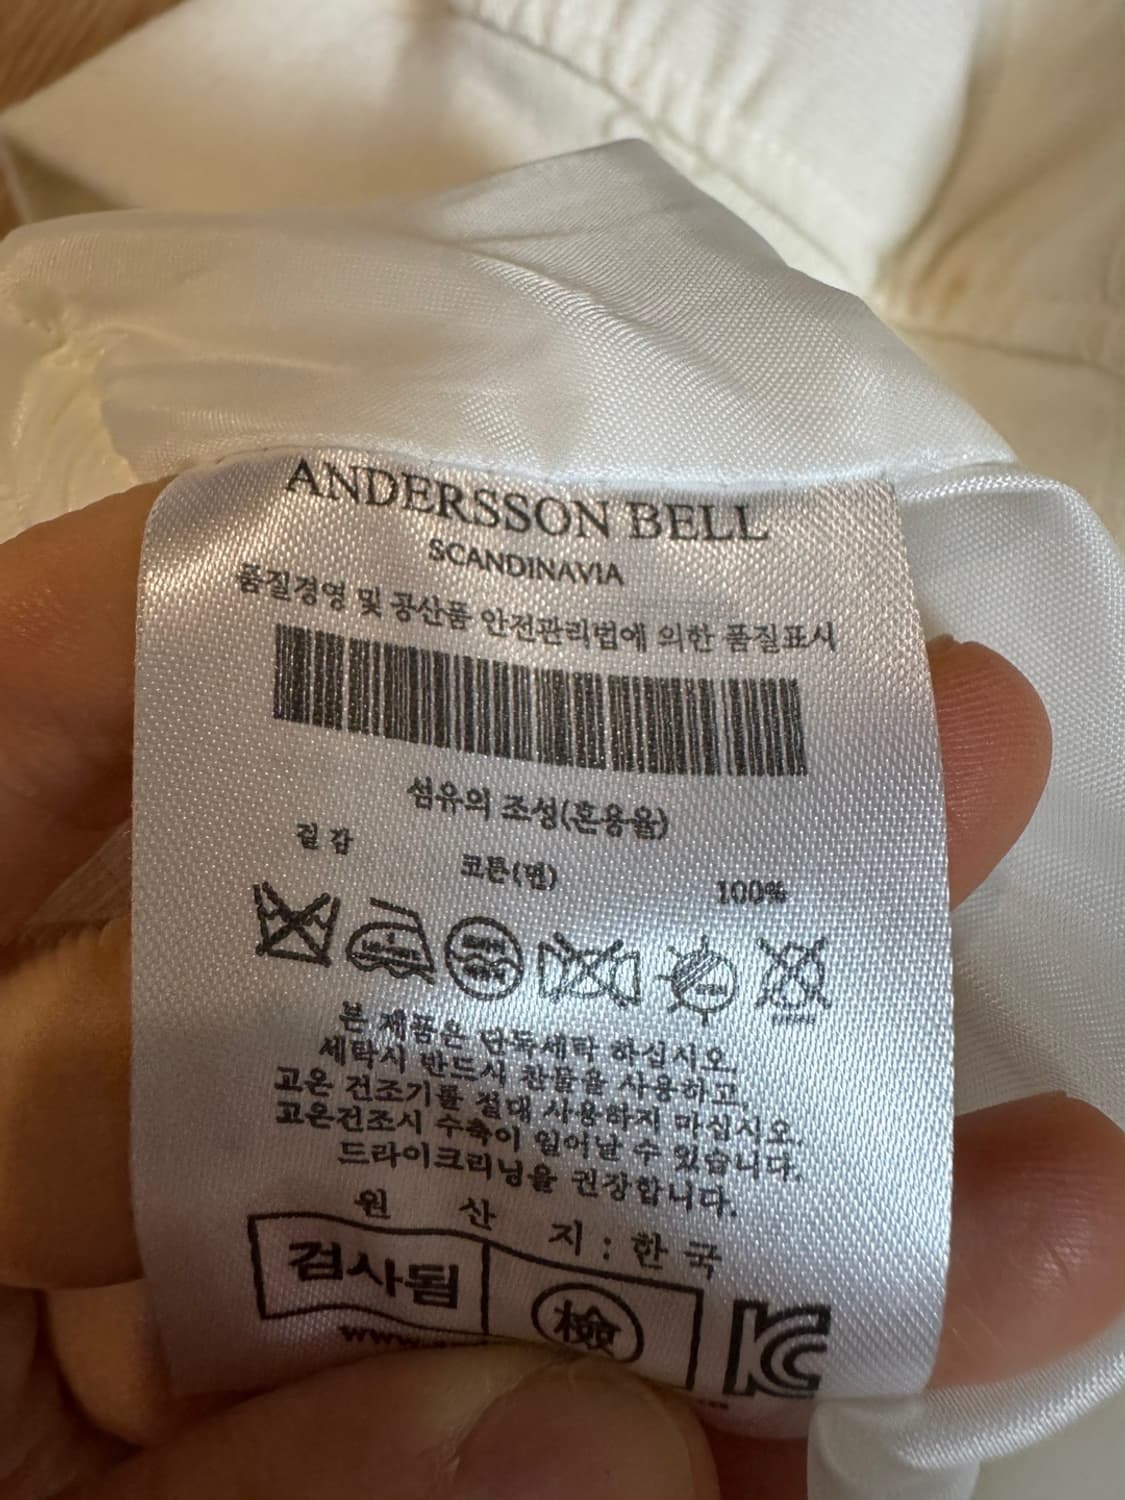 ANDERSSON BELL
SCANDINAVIA
품질경영 및 공산품 안전관리법에 의한 품질표시
섬유의 조성(혼용율)
겉감 코튼(면) 100%
본 제품은 단독세탁 하십시오.
세탁시 반드시 찬물을 사용하고,
고온 건조기를 절대 사용하지 마십시오.
고온건조시 수축이 일어날 수 있습니다.
드라이크리닝을 권장합니다.
원 산 지 : 한국
검사됨 檢
KC
www.